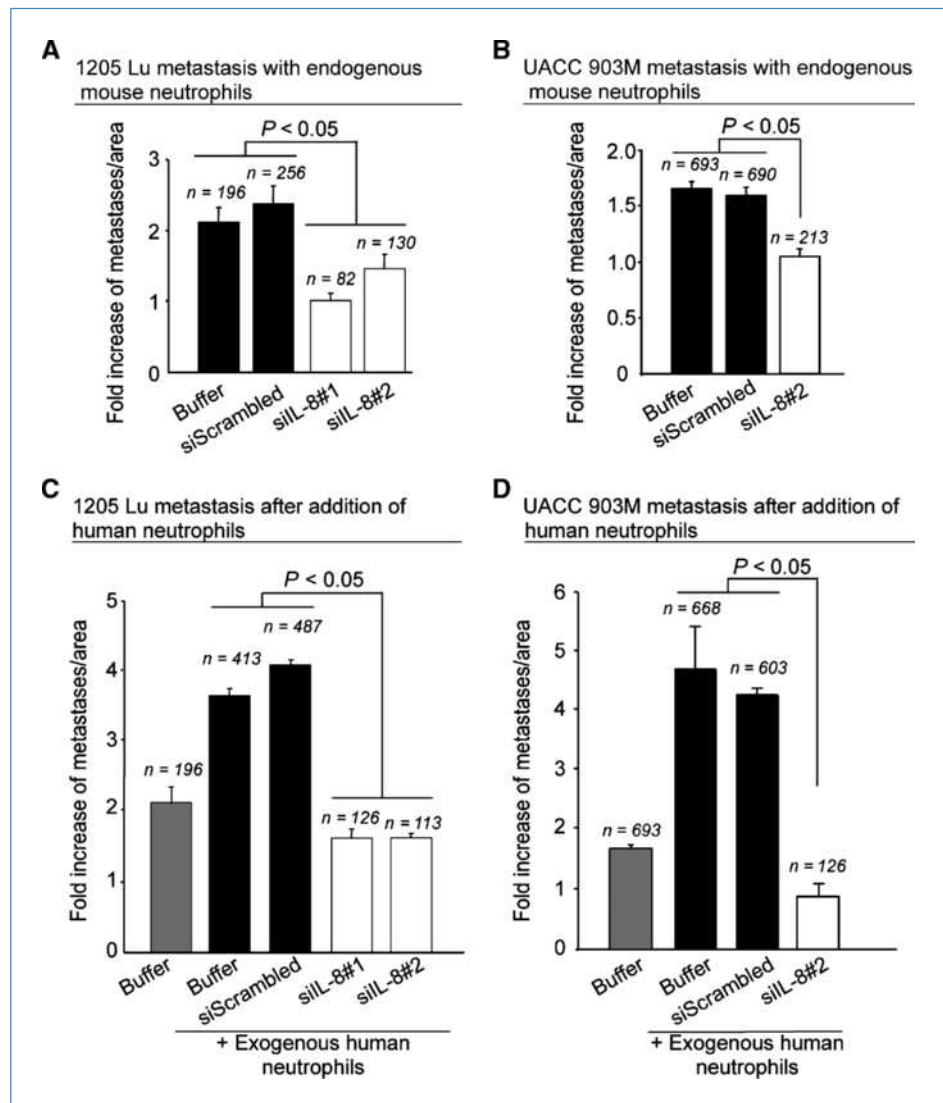 A
1205 Lu metastasis with endogenous
mouse neutrophils
P < 0.05
Fold increase of metastases/area
3
2
1
0
n = 196
n = 256
n = 82
n = 130
Buffer
siScrambled
siIL-8#1
siIL-8#2
B
UACC 903M metastasis with endogenous
mouse neutrophils
P < 0.05
Fold increase of metastases/area
2.0
1.5
1.0
0.5
0
n = 693
n = 690
n = 213
Buffer
siScrambled
siIL-8#2
C
1205 Lu metastasis after addition of
human neutrophils
P < 0.05
Fold increase of metastases/area
5
4
3
2
1
0
n = 196
n = 413
n = 487
n = 126
n = 113
Buffer
Buffer
siScrambled
siIL-8#1
siIL-8#2
+ Exogenous human
neutrophils
D
UACC 903M metastasis after addition of
human neutrophils
P < 0.05
Fold increase of metastases/area
6
5
4
3
2
1
0
n = 693
n = 668
n = 603
n = 126
Buffer
Buffer
siScrambled
siIL-8#2
+ Exogenous human
neutrophils